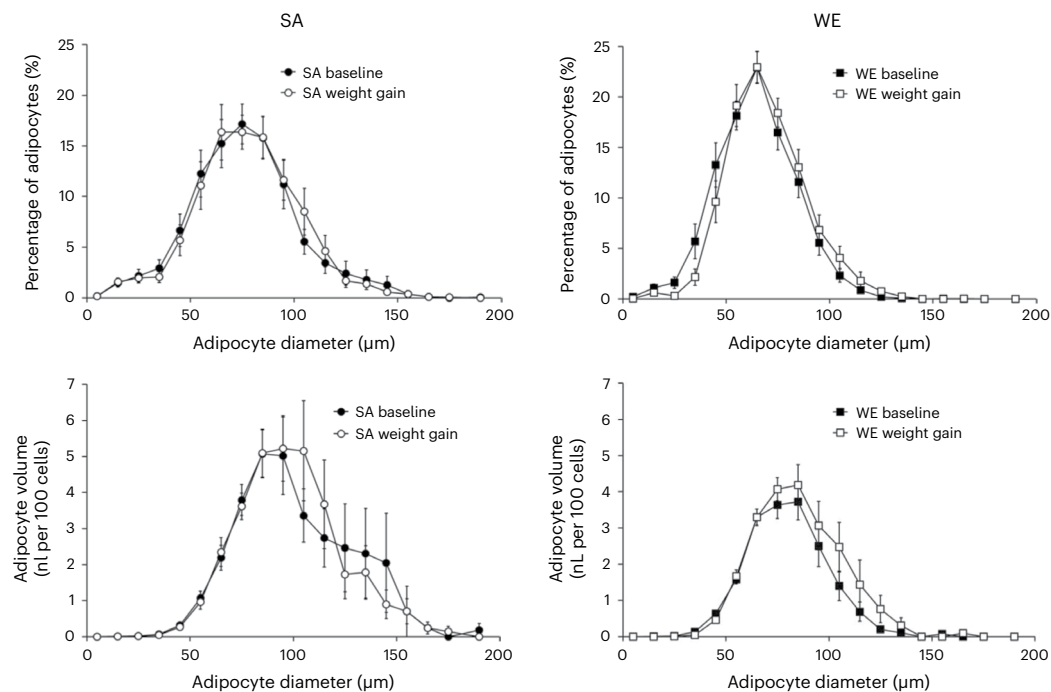 SA
25
20
15
10
5
0
Percentage of adipocytes (%)
SA baseline
SA weight gain
0 50 100 150 200
Adipocyte diameter (µm)
WE
25
20
15
10
5
0
Percentage of adipocytes (%)
WE baseline
WE weight gain
0 50 100 150 200
Adipocyte diameter (µm)
7
6
5
4
3
2
1
0
Adipocyte volume
(nl per 100 cells)
SA baseline
SA weight gain
0 50 100 150 200
Adipocyte diameter (µm)
7
6
5
4
3
2
1
0
Adipocyte volume
(nL per 100 cells)
WE baseline
WE weight gain
0 50 100 150 200
Adipocyte diameter (µm)